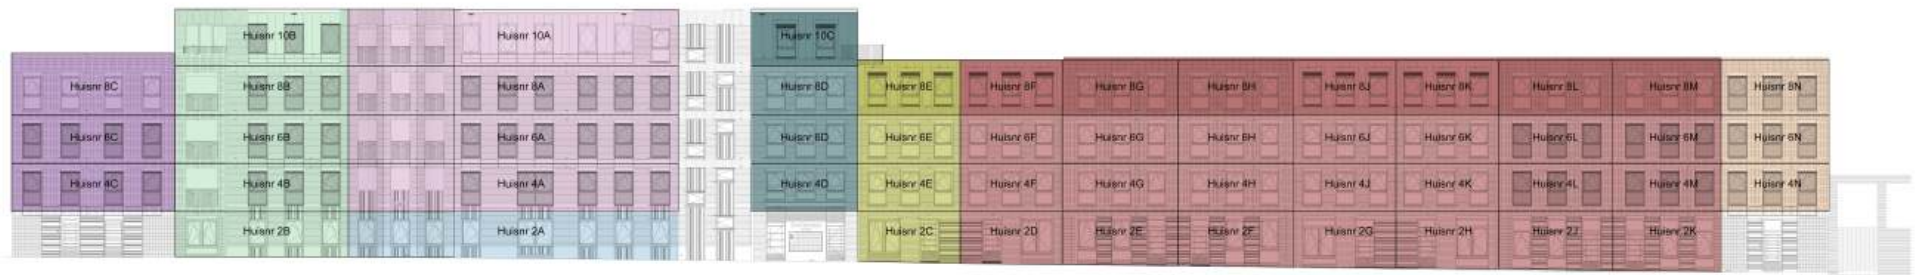 Huisnr 10B Huisnr 10A Huisnr 10C
Huisnr 8C Huisnr 8B Huisnr 8A Huisnr 8D Huisnr 8E Huisnr 8F Huisnr 8G Huisnr 8H Huisnr 8J Huisnr 8K Huisnr 8L Huisnr 8M Huisnr 8N
Huisnr 6C Huisnr 6B Huisnr 6A Huisnr 6D Huisnr 6E Huisnr 6F Huisnr 6G Huisnr 6H Huisnr 6J Huisnr 6K Huisnr 6L Huisnr 6M Huisnr 6N
Huisnr 4C Huisnr 4B Huisnr 4A Huisnr 4D Huisnr 4E Huisnr 4F Huisnr 4G Huisnr 4H Huisnr 4J Huisnr 4K Huisnr 4L Huisnr 4M Huisnr 4N
Huisnr 2B Huisnr 2A Huisnr 2C Huisnr 2D Huisnr 2E Huisnr 2F Huisnr 2G Huisnr 2H Huisnr 2J Huisnr 2K